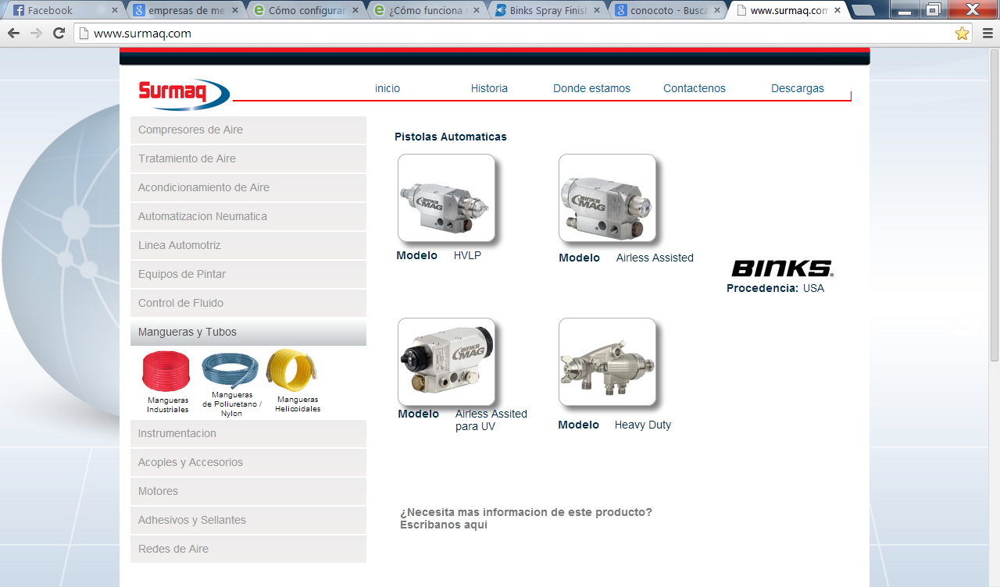 Facebook
empresas de me
Cómo configurar
¿Cómo funciona
Binks Spray Finish
conocoto - Busca
www.surmaq.com
www.surmaq.com
Surmaq
inicio
Historia
Donde estamos
Contactenos
Descargas
Compresores de Aire
Tratamiento de Aire
Acondicionamiento de Aire
Automatizacion Neumatica
Linea Automotriz
Equipos de Pintar
Control de Fluido
Mangueras y Tubos
Mangueras
Industriales
Mangueras
de Poliuretano /
Nylon
Mangueras
Helicoidales
Instrumentacion
Acoples y Accesorios
Motores
Adhesivos y Sellantes
Redes de Aire
Pistolas Automaticas
BINKS
MAG
Modelo HVLP
BINKS
MAG
Modelo Airless Assisted
BINKS
MAG
Modelo Airless Assited
para UV
Modelo Heavy Duty
BINKS®
Procedencia: USA
¿Necesita mas informacion de este producto?
Escríbanos aqui